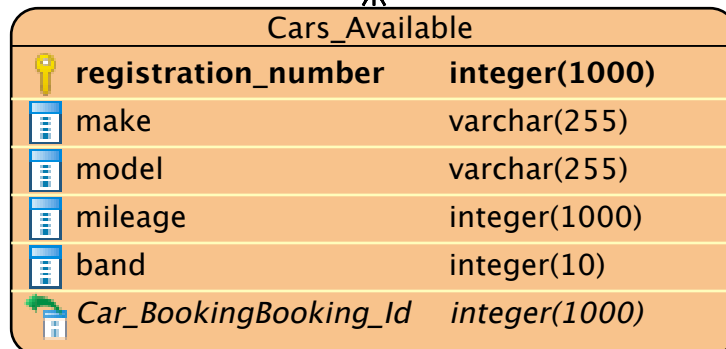 Cars_Available
registration_number integer(1000)
make varchar(255)
model varchar(255)
mileage integer(1000)
band integer(10)
Car_BookingBooking_Id integer(1000)